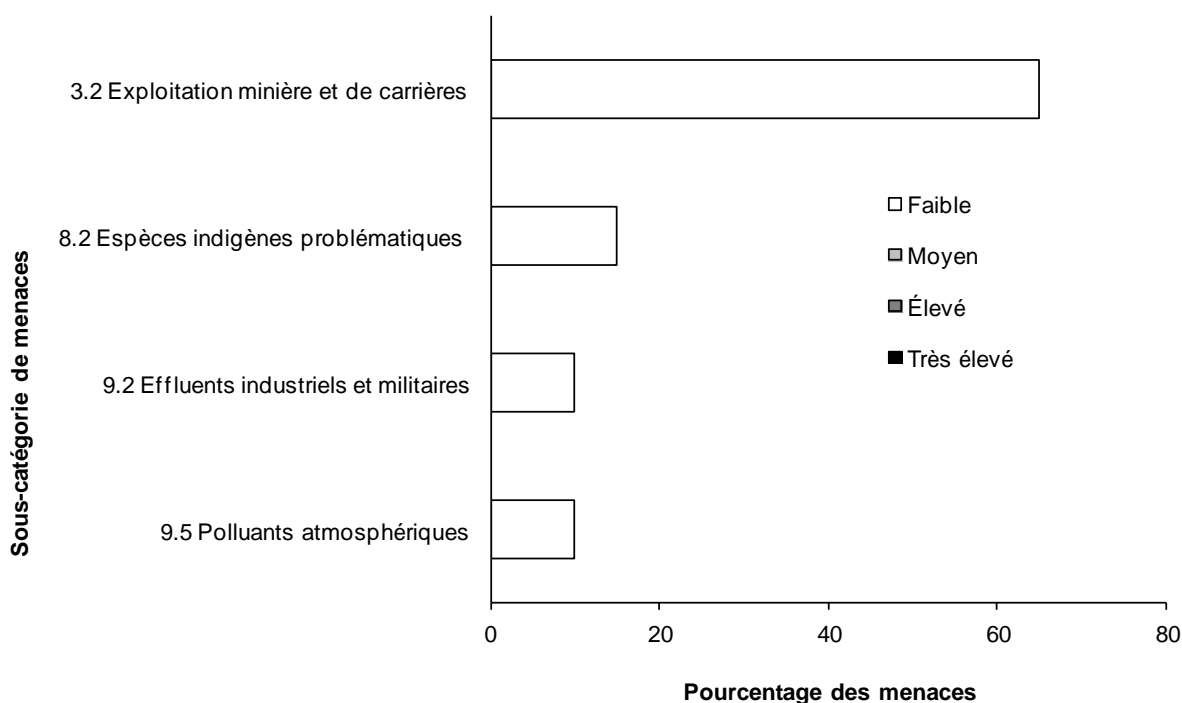 3.2 Exploitation minière et de carrières
8.2 Espèces indigènes problématiques
9.2 Effluents industriels et militaires
9.5 Polluants atmosphériques
Sous-catégorie de menaces
Faible
Moyen
Élevé
Très élevé
0 20 40 60 80
Pourcentage des menaces